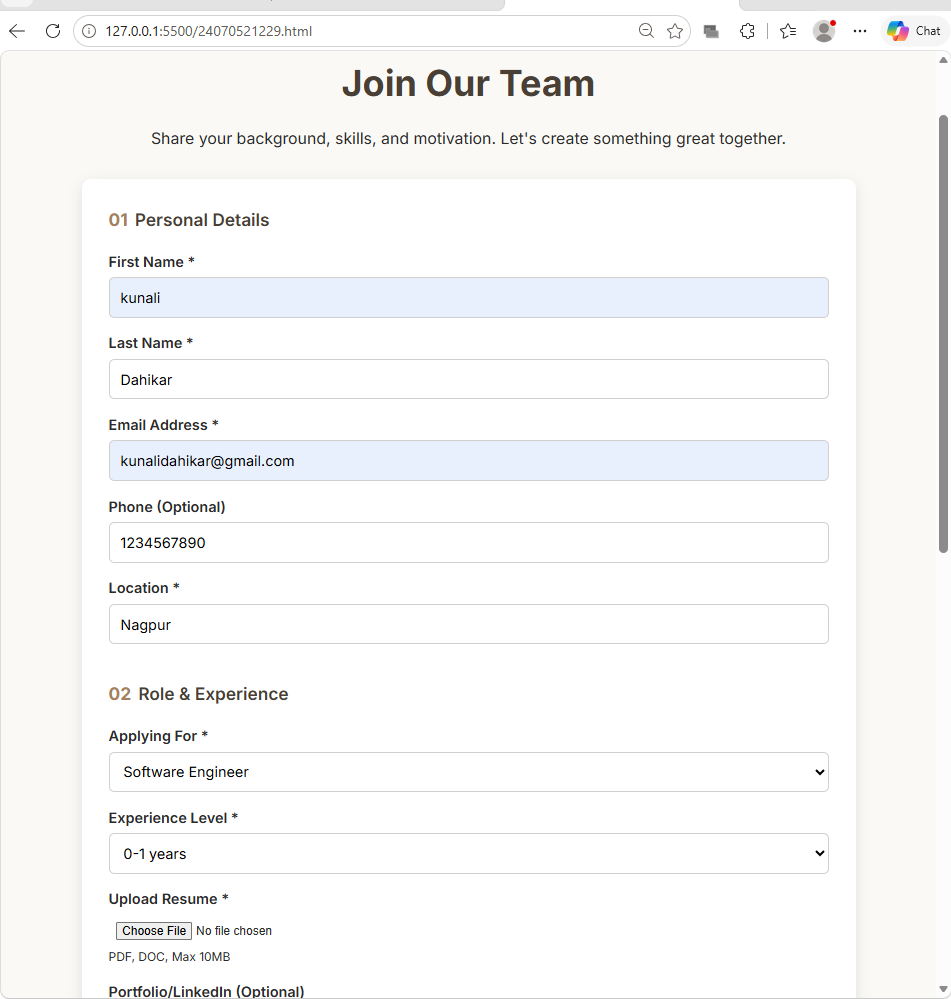 127.0.0.1:5500/24070521229.html
Chat
Join Our Team
Share your background, skills, and motivation. Let's create something great together.
01 Personal Details
First Name *
kunali
Last Name *
Dahikar
Email Address *
kunalidahikar@gmail.com
Phone (Optional)
1234567890
Location *
Nagpur
02 Role & Experience
Applying For *
Software Engineer
Experience Level *
0-1 years
Upload Resume *
Choose File No file chosen
PDF, DOC, Max 10MB
Portfolio/LinkedIn (Optional)